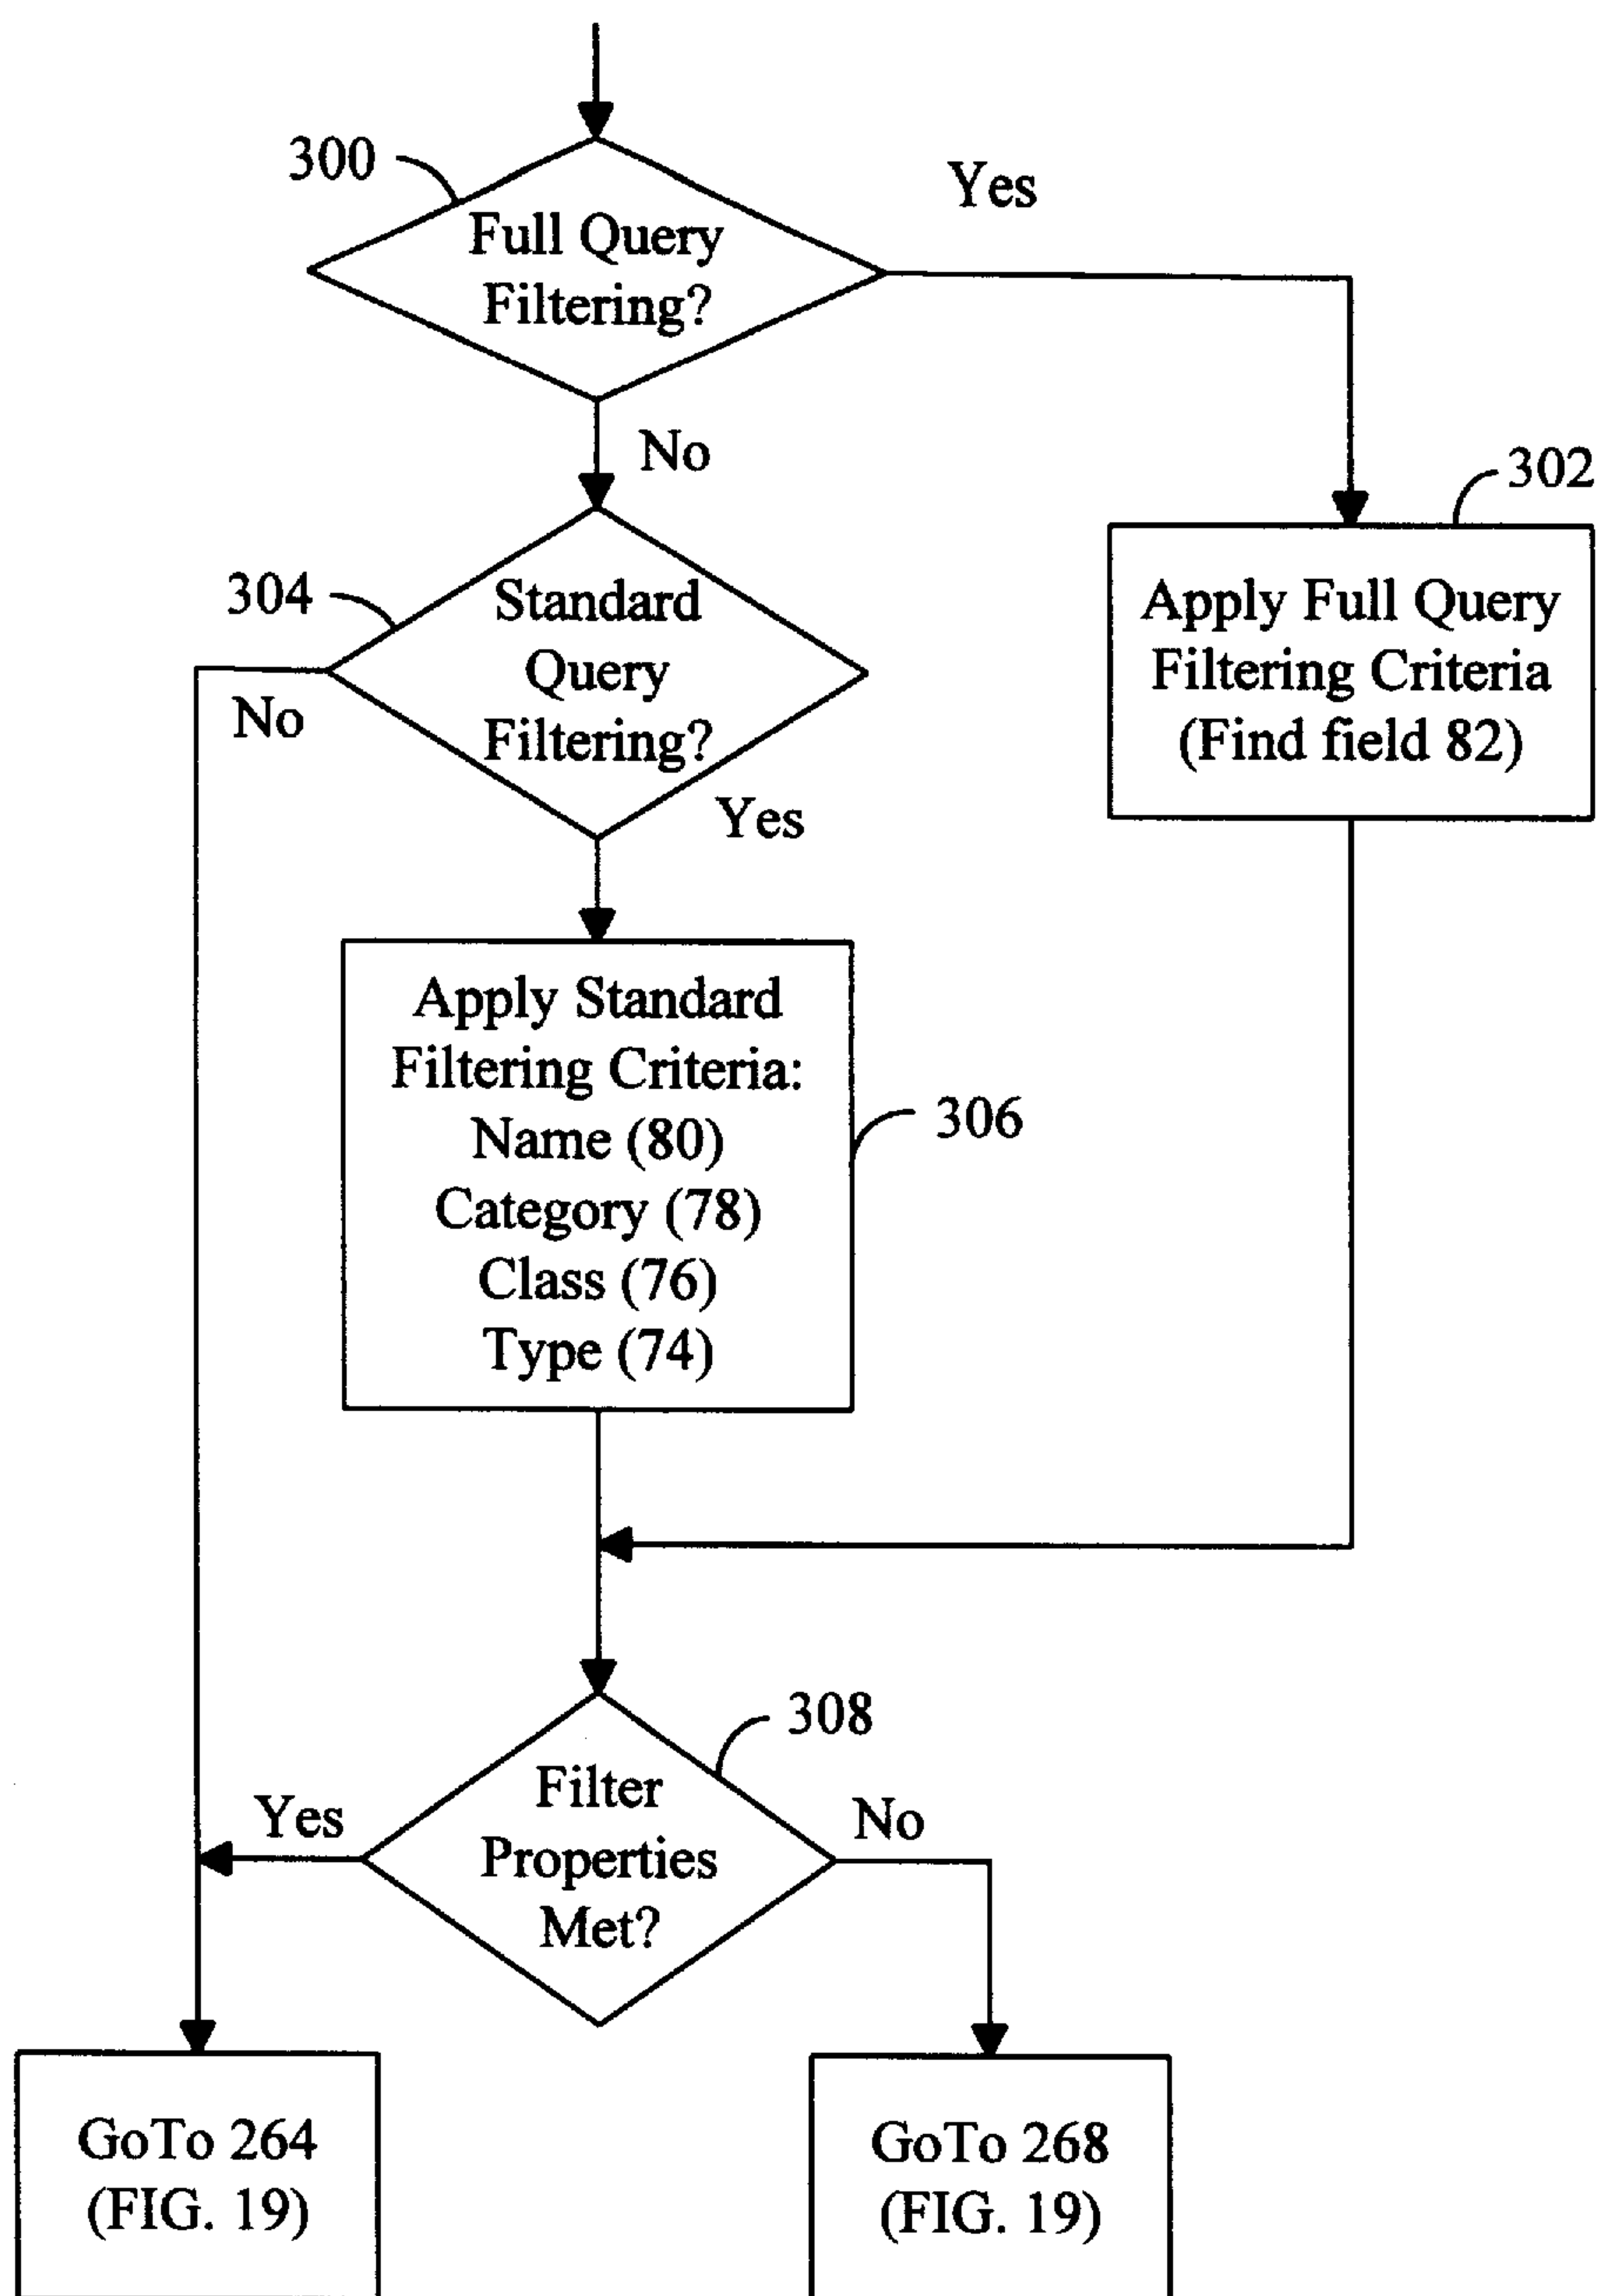 300
Full Query
Filtering?
Yes
No
302
Apply Full Query
Filtering Criteria
(Find field 82)
304
Standard
Query
Filtering?
No
Yes
Apply Standard
Filtering Criteria:
Name (80)
Category (78)
Class (76)
Type (74)
306
308
Filter
Properties
Met?
Yes
No
GoTo 264
(FIG. 19)
GoTo 268
(FIG. 19)